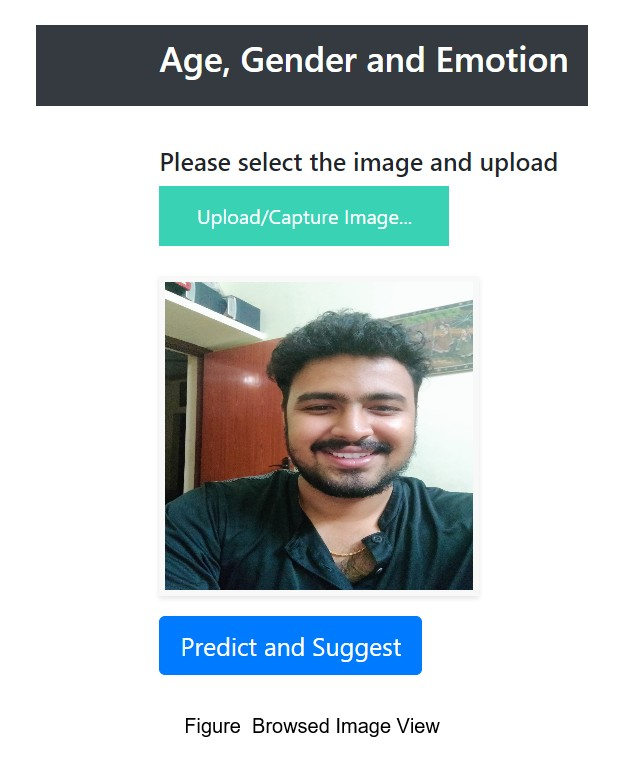 Age, Gender and Emotion
Please select the image and upload
Upload/Capture Image...
Predict and Suggest
Figure Browsed Image View